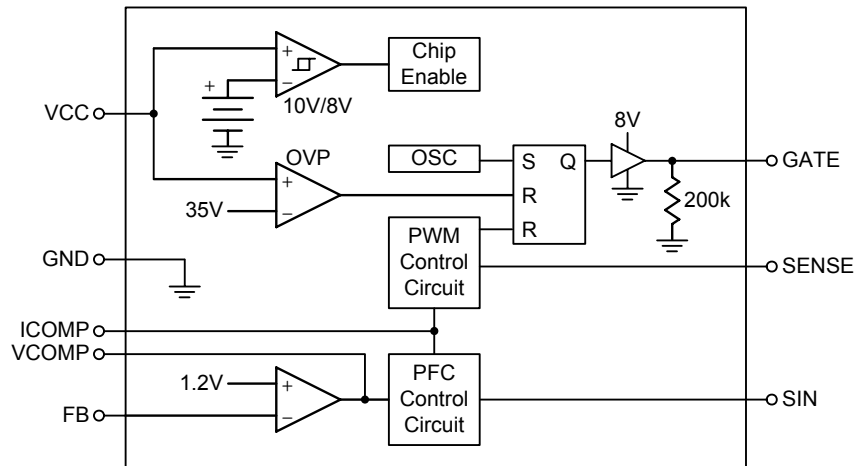 Chip
Enable
+
+
−
10V/8V
VCC
OVP
8V
OSC
S Q
GATE
+
R
35V
−
200k
R
PWM
Control
Circuit
GND
SENSE
ICOMP
VCOMP
1.2V
+
PFC
Control
Circuit
FB
−
SIN